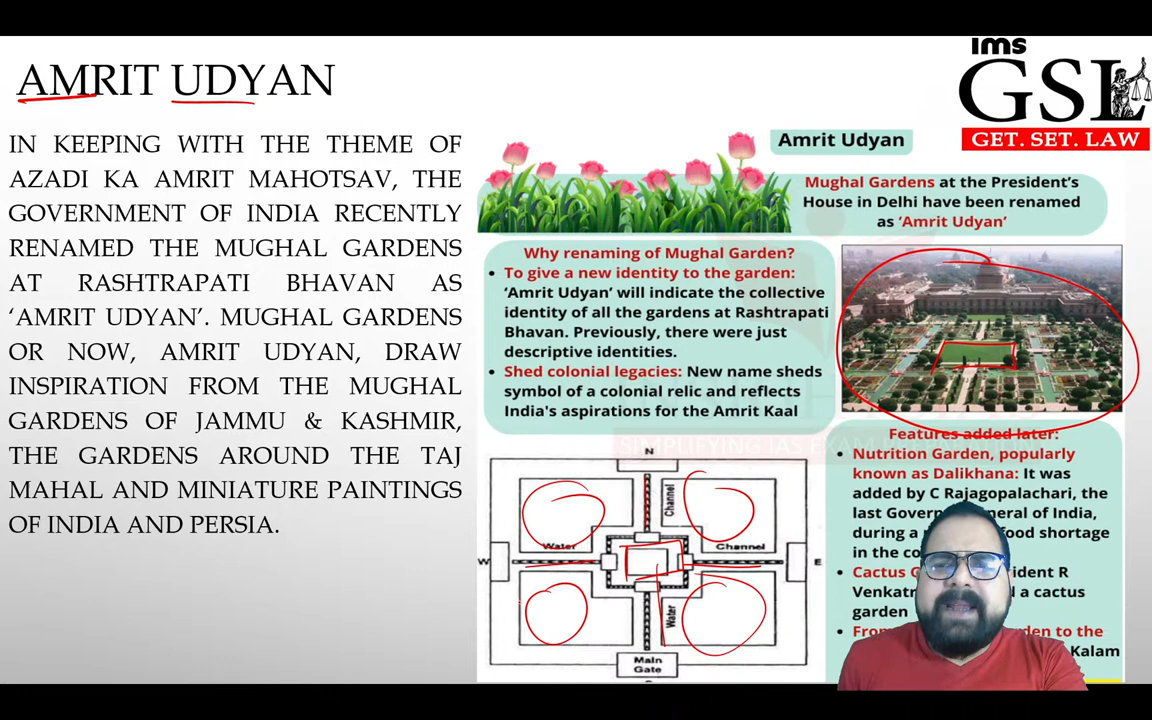 AMRIT UDYAN
IN KEEPING WITH THE THEME OF
AZADI KA AMRIT MAHOTSAV, THE
GOVERNMENT OF INDIA RECENTLY
RENAMED THE MUGHAL GARDENS
AT RASHTRAPATI BHAVAN AS
‘AMRIT UDYAN’. MUGHAL GARDENS
OR NOW, AMRIT UDYAN, DRAW
INSPIRATION FROM THE MUGHAL
GARDENS OF JAMMU & KASHMIR,
THE GARDENS AROUND THE TAJ
MAHAL AND MINIATURE PAINTINGS
OF INDIA AND PERSIA.
ims
GSL
GET. SET. LAW
Amrit Udyan
Mughal Gardens at the President’s
House in Delhi have been renamed
as ‘Amrit Udyan’
Why renaming of Mughal Garden?
• To give a new identity to the garden:
‘Amrit Udyan’ will indicate the collective
identity of all the gardens at Rashtrapati
Bhavan. Previously, there were just
descriptive identities.
• Shed colonial legacies: New name sheds
symbol of a colonial relic and reflects
India's aspirations for the Amrit Kaal
SIMPLIFYING IAS EXAM
Features added later:
• Nutrition Garden, popularly
known as Dalikhana: It was
added by C Rajagopalachari, the
last Governor General of India,
during a food shortage
in the
• Cactus
R
a cactus
garden
• den to the
Kalam
N
Channel
Water
Channel
W
E
Water
Main
Gate